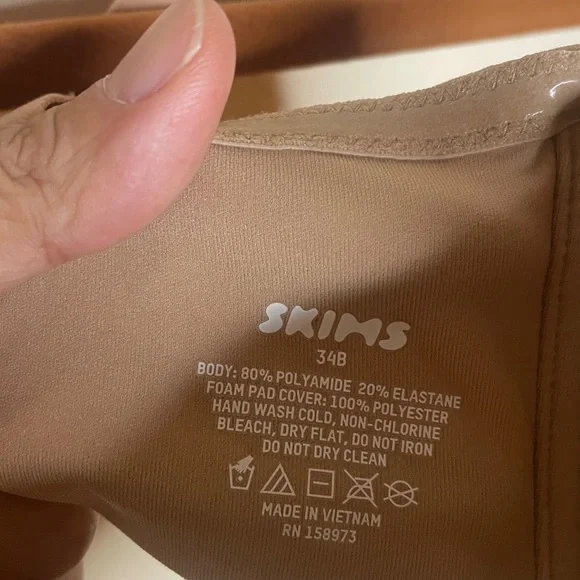 SKIMS
34B
BODY: 80% POLYAMIDE 20% ELASTANE
FOAM PAD COVER: 100% POLYESTER
HAND WASH COLD, NON-CHLORINE
BLEACH, DRY FLAT, DO NOT IRON
DO NOT DRY CLEAN
MADE IN VIETNAM
RN 158973